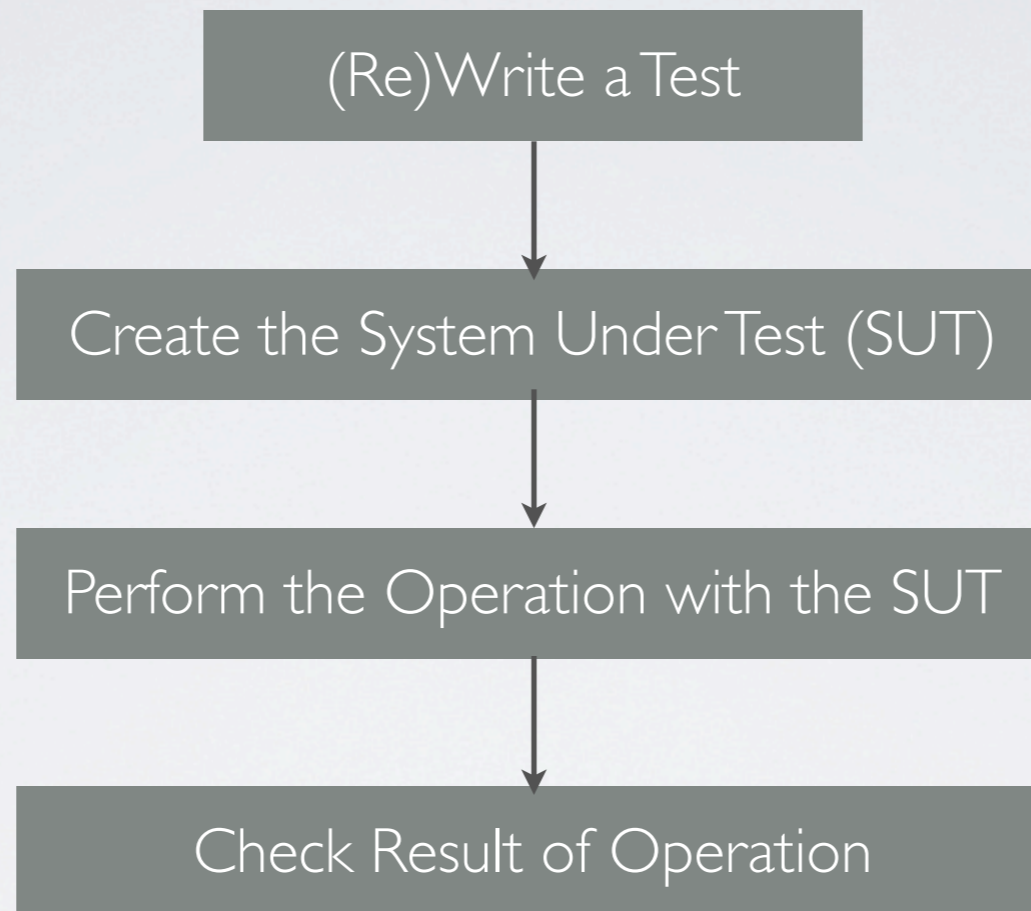 (Re)Write a Test
Create the System Under Test (SUT)
Perform the Operation with the SUT
Check Result of Operation